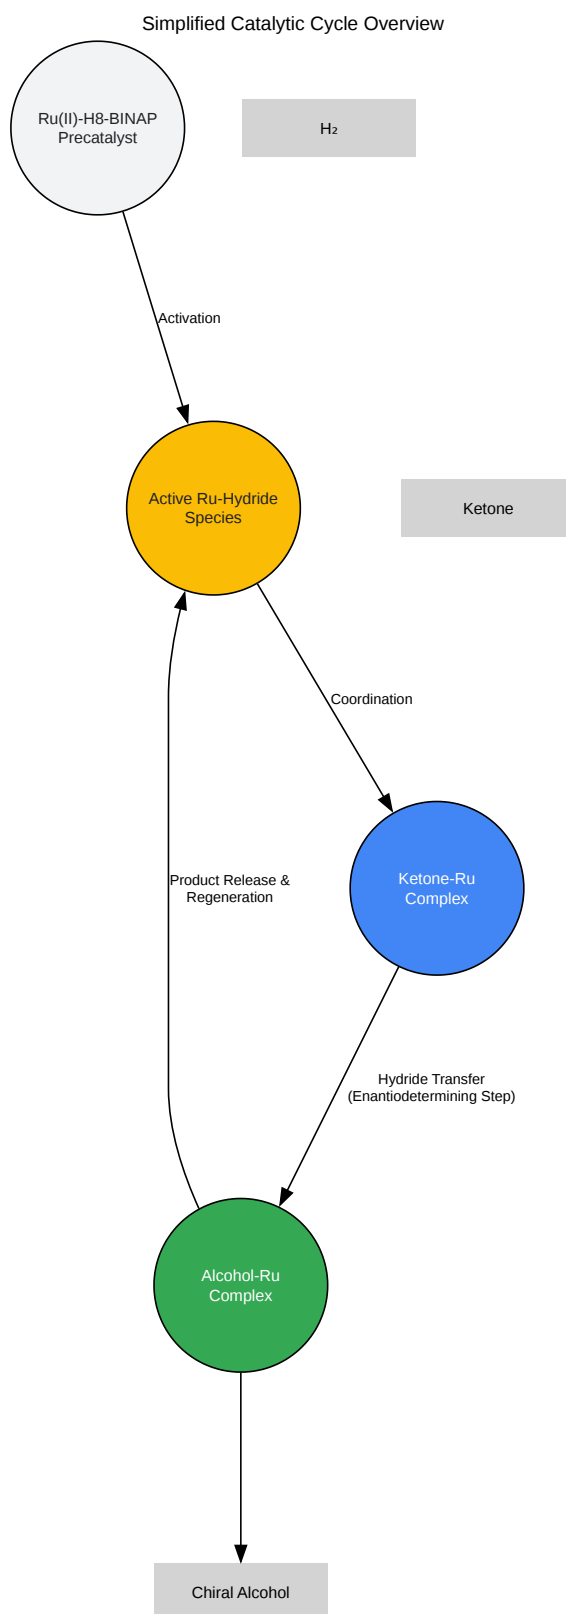 Simplified Catalytic Cycle Overview
Ru(II)-H8-BINAP
Precatalyst
H₂
Activation
Active Ru-Hydride
Species
Ketone
Coordination
Ketone-Ru
Complex
Product Release &
Regeneration
Hydride Transfer
(Enantiodetermining Step)
Alcohol-Ru
Complex
Chiral Alcohol